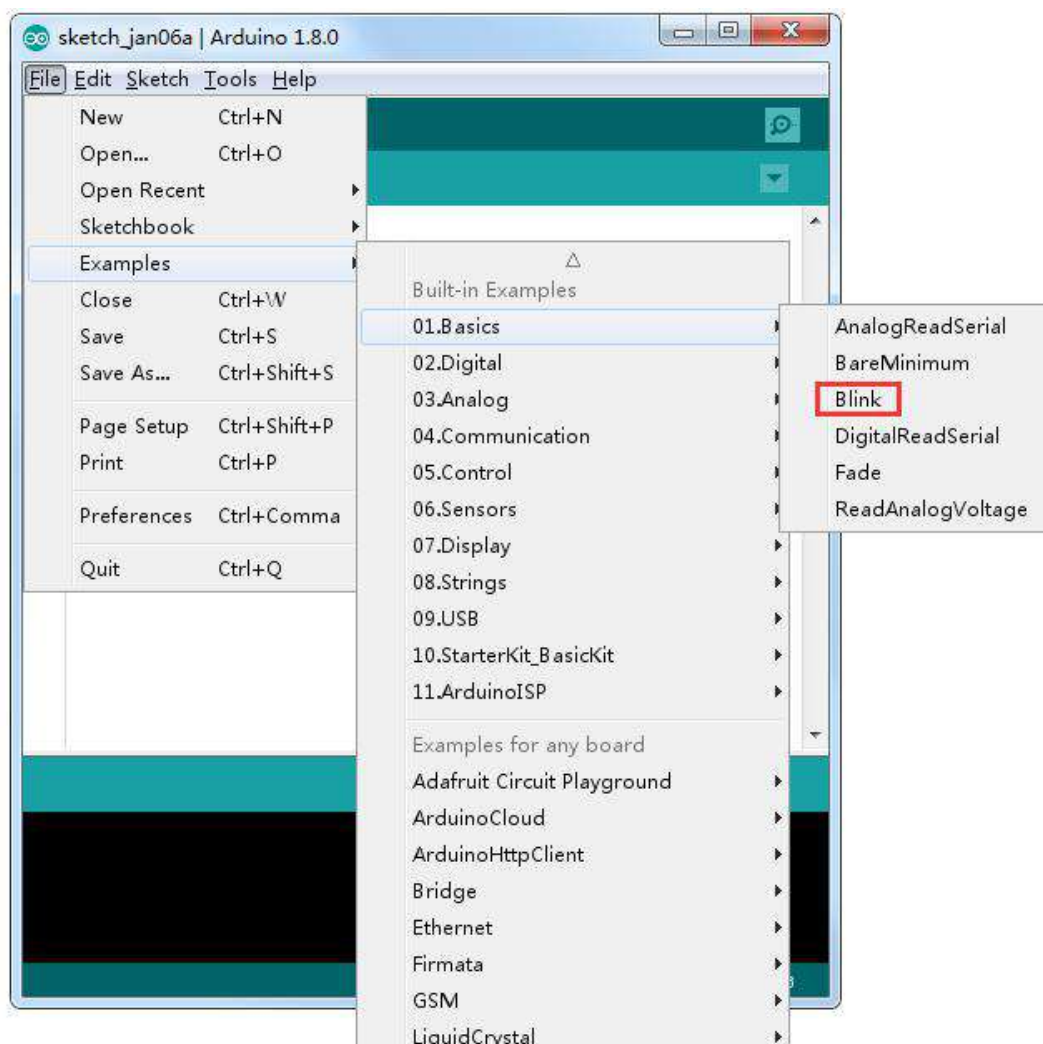 sketch_jan06a | Arduino 1.8.0
File Edit Sketch Tools Help
New Ctrl+N
Open... Ctrl+O
Open Recent
Sketchbook
Examples
Close Ctrl+W
Save Ctrl+S
Save As... Ctrl+Shift+S
Page Setup Ctrl+Shift+P
Print Ctrl+P
Preferences Ctrl+Comma
Quit Ctrl+Q
Built-in Examples
01.Basics
02.Digital
03.Analog
04.Communication
05.Control
06.Sensors
07.Display
08.Strings
09.USB
10.StarterKit_BasicKit
11.ArduinoISP
Examples for any board
Adafruit Circuit Playground
ArduinoCloud
ArduinoHttpClient
Bridge
Ethernet
Firmata
GSM
LiquidCrystal
AnalogReadSerial
BareMinimum
Blink
DigitalReadSerial
Fade
ReadAnalogVoltage